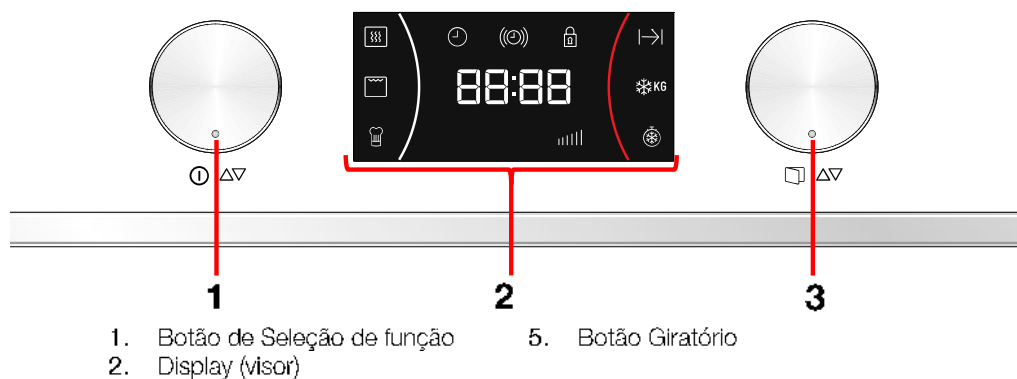 88:88
KG
1 2 3
1. Botão de Seleção de função 5. Botão Giratório
2. Display (visor)